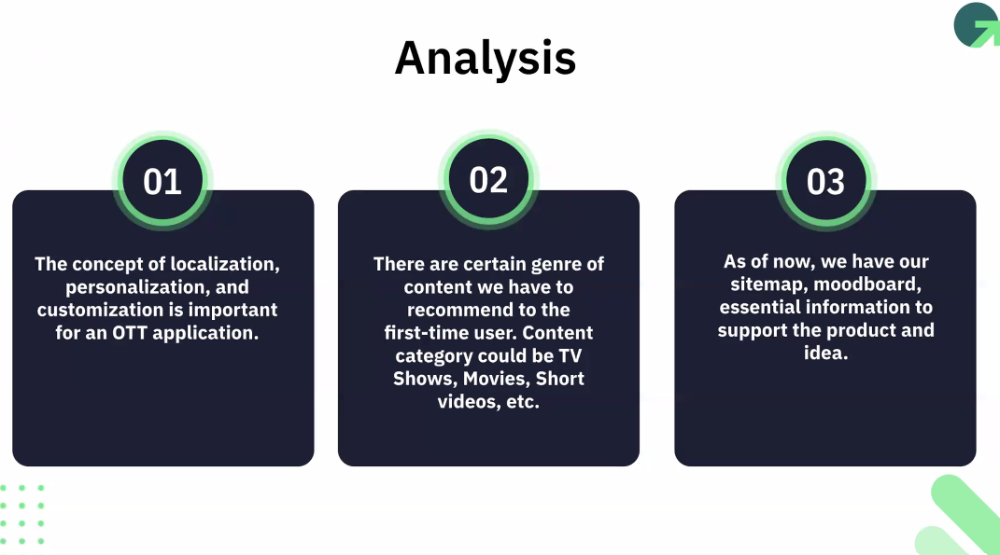 Analysis
01
The concept of localization,
personalization, and
customization is important
for an OTT application.
02
There are certain genre of
content we have to
recommend to the
first-time user. Content
category could be TV
Shows, Movies, Short
videos, etc.
03
As of now, we have our
sitemap, moodboard,
essential information to
support the product and
idea.